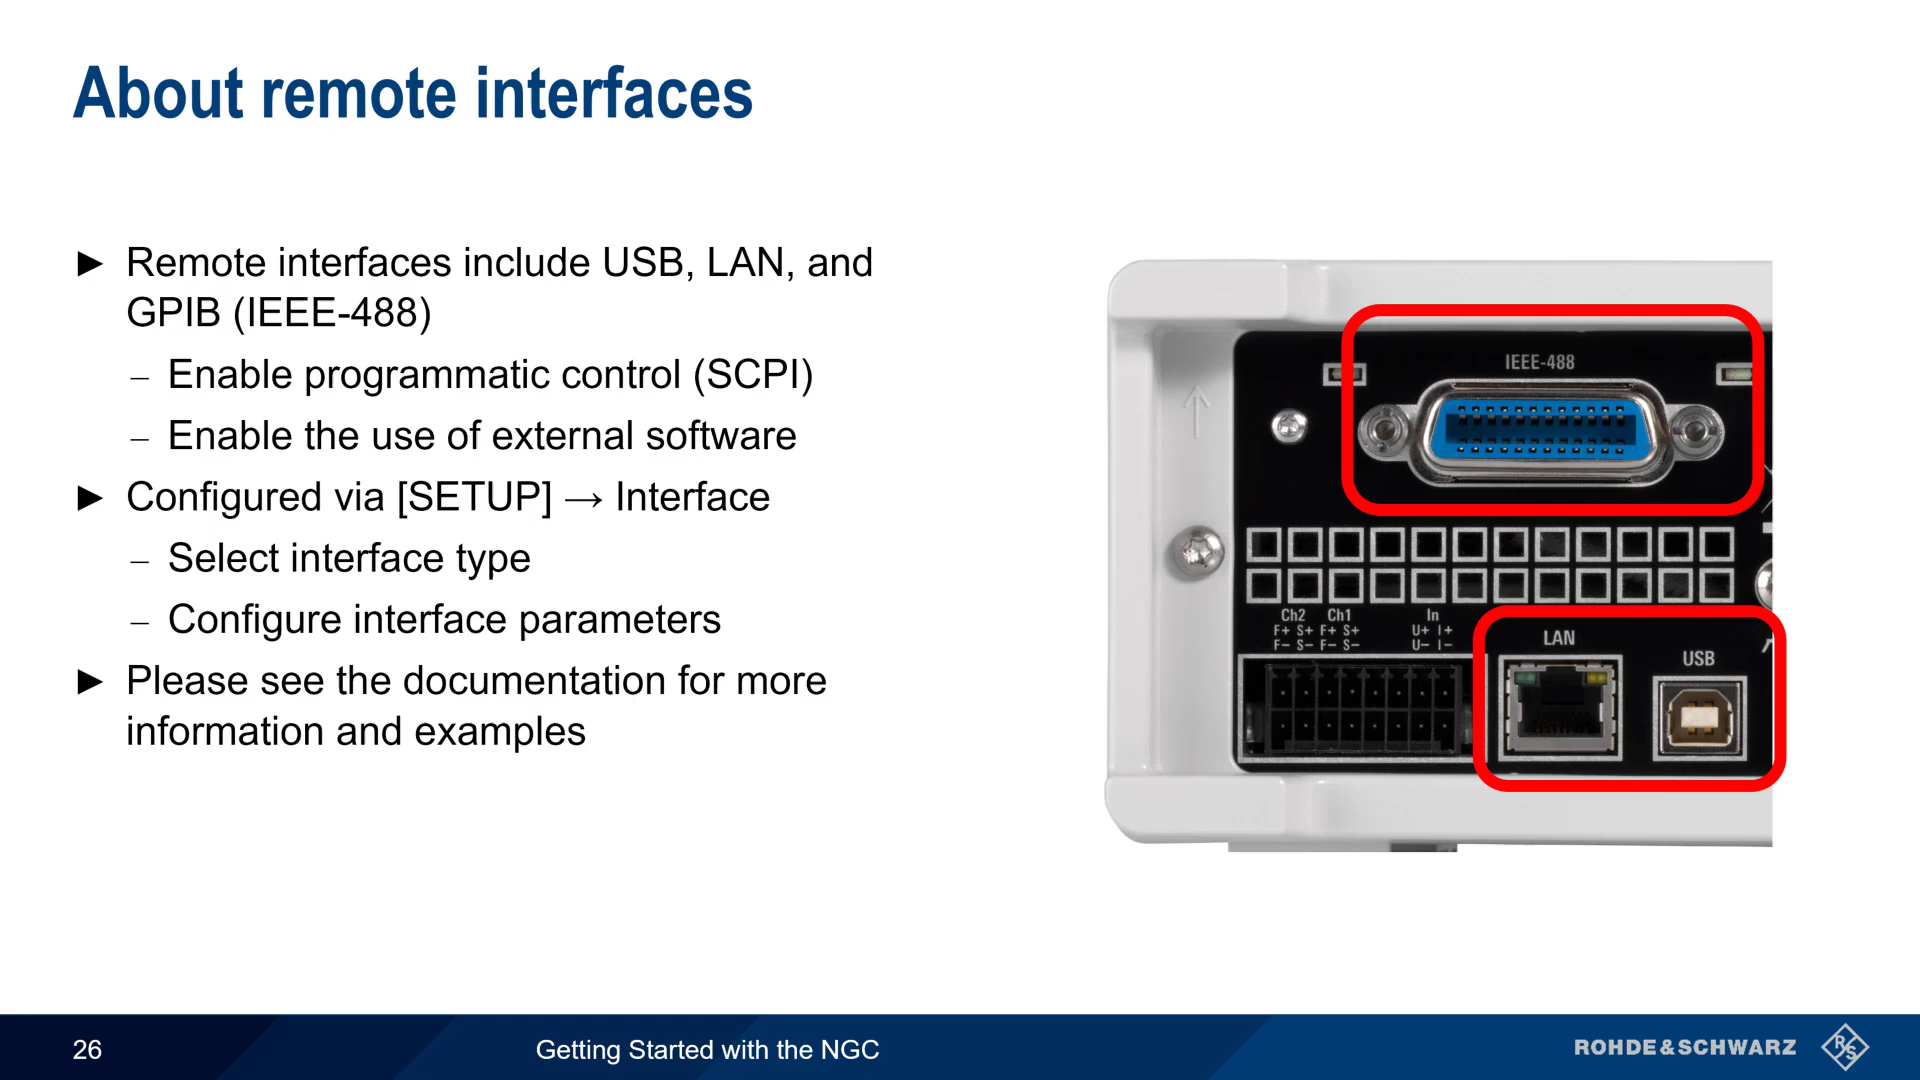 About remote interfaces
► Remote interfaces include USB, LAN, and
GPIB (IEEE-488)
– Enable programmatic control (SCPI)
– Enable the use of external software
► Configured via [SETUP] → Interface
– Select interface type
– Configure interface parameters
► Please see the documentation for more
information and examples
IEEE-488
Ch2 Ch1 In
F+ S+ F+ S+ U+ I+
F− S− F− S− U− I−
LAN
USB
26
Getting Started with the NGC
ROHDE&SCHWARZ
R&S